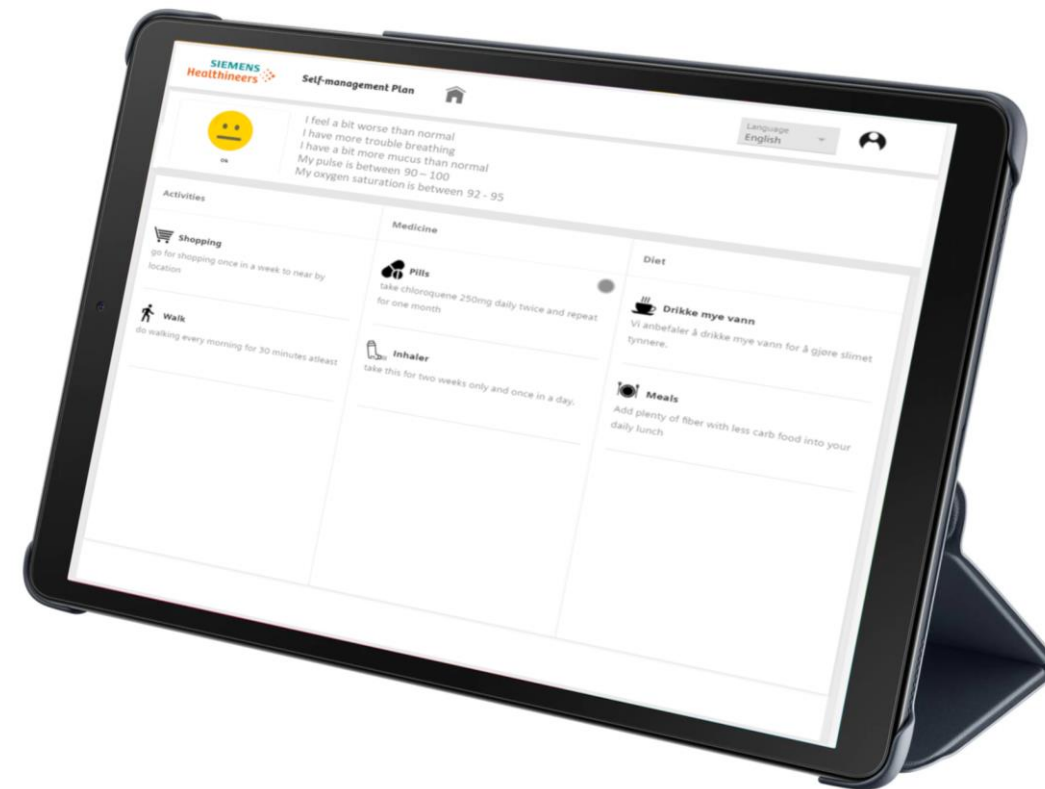 SIEMENS
Healthineers
Self-management Plan
Language
English
Ok
I feel a bit worse than normal
I have more trouble breathing
I have a bit more mucus than normal
My pulse is between 90 – 100
My oxygen saturation is between 92 - 95
Activities
Shopping
go for shopping once in a week to near by
location
Walk
do walking every morning for 30 minutes atleast
Medicine
Pills
take chloroquene 250mg daily twice and repeat
for one month
Inhaler
take this for two weeks only and once in a day.
Diet
Drikke mye vann
Vi anbefaler å drikke mye vann for å gjøre slimet
tynnere.
Meals
Add plenty of fiber with less carb food into your
daily lunch